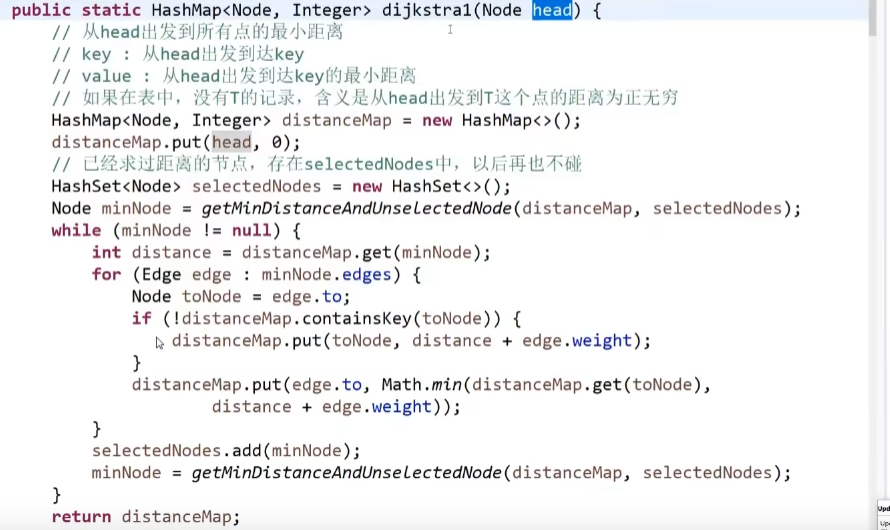 public static HashMap<Node, Integer> dijkstra1(Node head) {
// 从head出发到所有点的最小距离
// key : 从head出发到达key
// value : 从head出发到达key的最小距离
// 如果在表中，没有T的记录，含义是从head出发到T这个点的距离为正无穷
HashMap<Node, Integer> distanceMap = new HashMap<>();
distanceMap.put(head, 0);
// 已经求过距离的节点，存在selectedNodes中，以后再也不碰
HashSet<Node> selectedNodes = new HashSet<>();
Node minNode = getMinDistanceAndUnselectedNode(distanceMap, selectedNodes);
while (minNode != null) {
int distance = distanceMap.get(minNode);
for (Edge edge : minNode.edges) {
Node toNode = edge.to;
if (!distanceMap.containsKey(toNode)) {
distanceMap.put(toNode, distance + edge.weight);
}
distanceMap.put(edge.to, Math.min(distanceMap.get(toNode),
distance + edge.weight));
}
selectedNodes.add(minNode);
minNode = getMinDistanceAndUnselectedNode(distanceMap, selectedNodes);
}
return distanceMap;
Upd